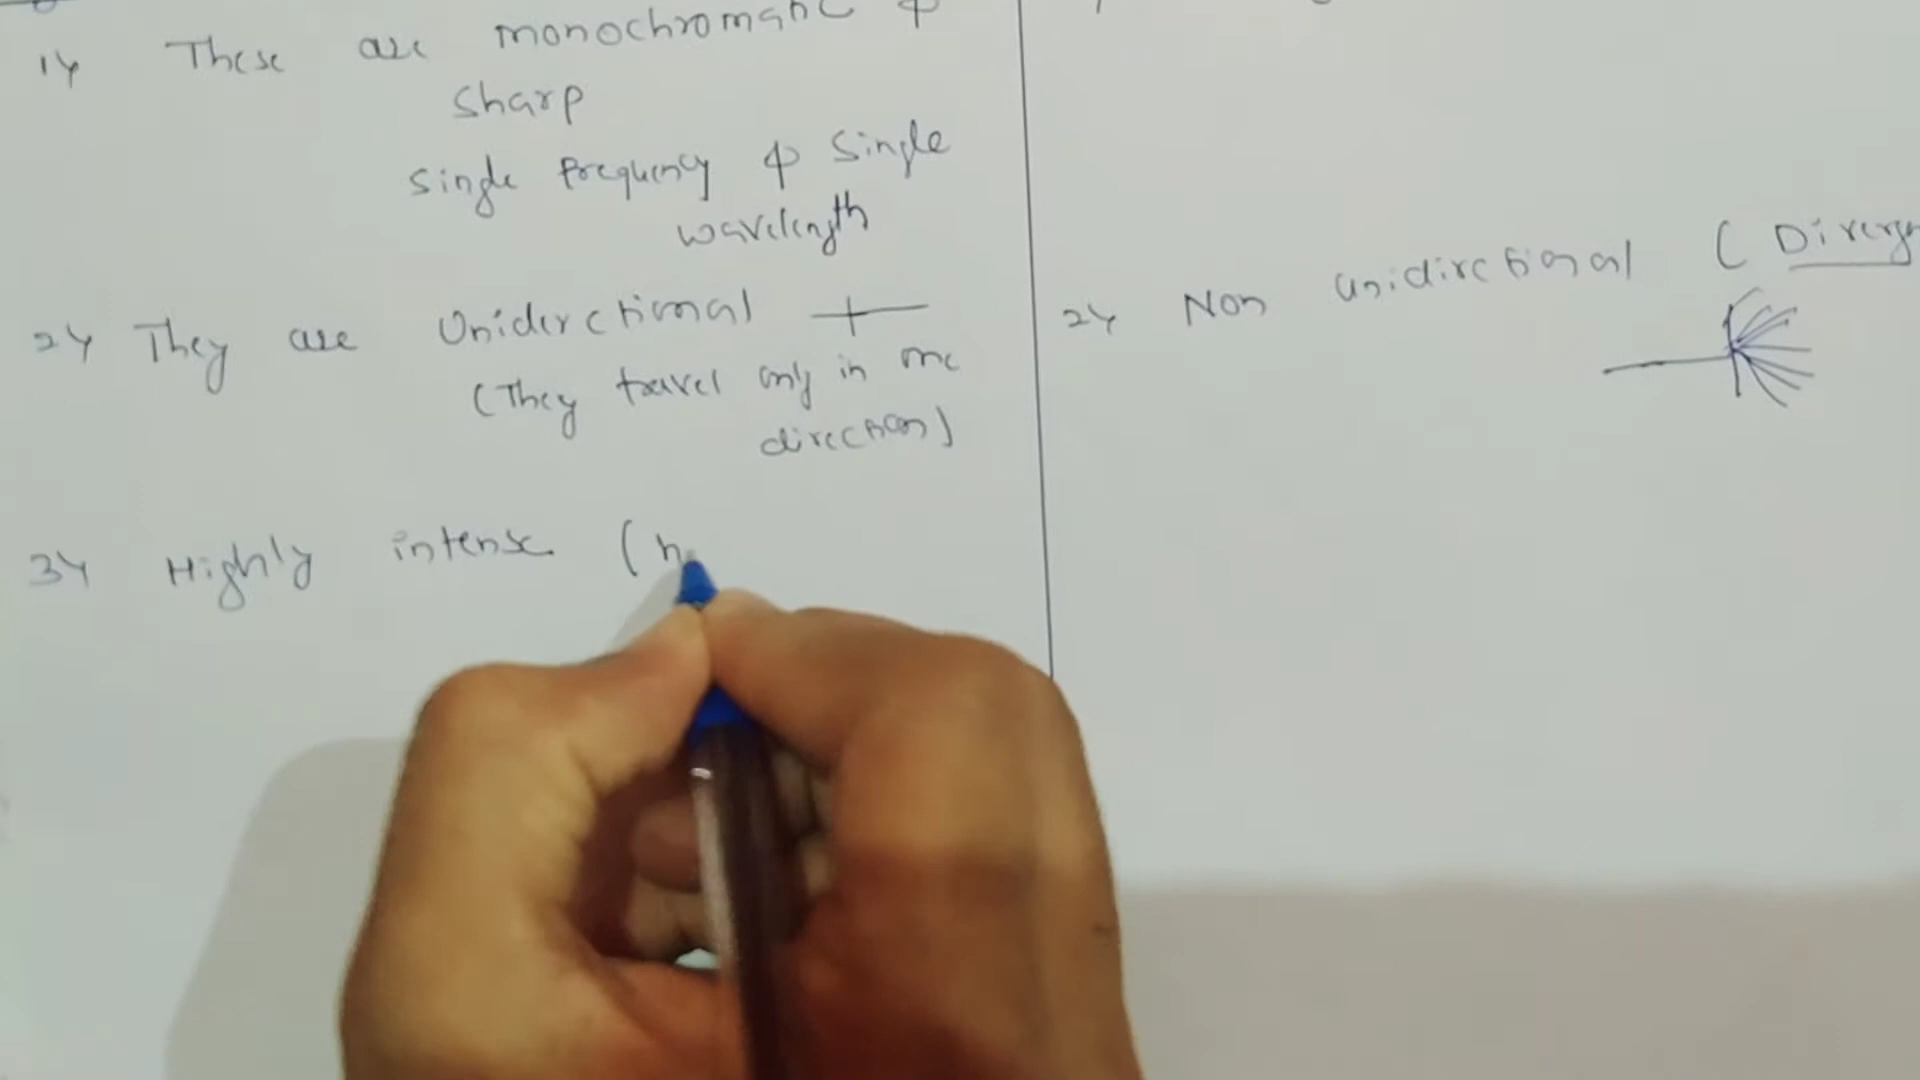 1) These are monochromatic &
sharp
single frequency & single
wavelength
2) They are Unidirectional
(They travel only in one
direction)
3) Highly intense (h
2) Non unidirectional (Diverge